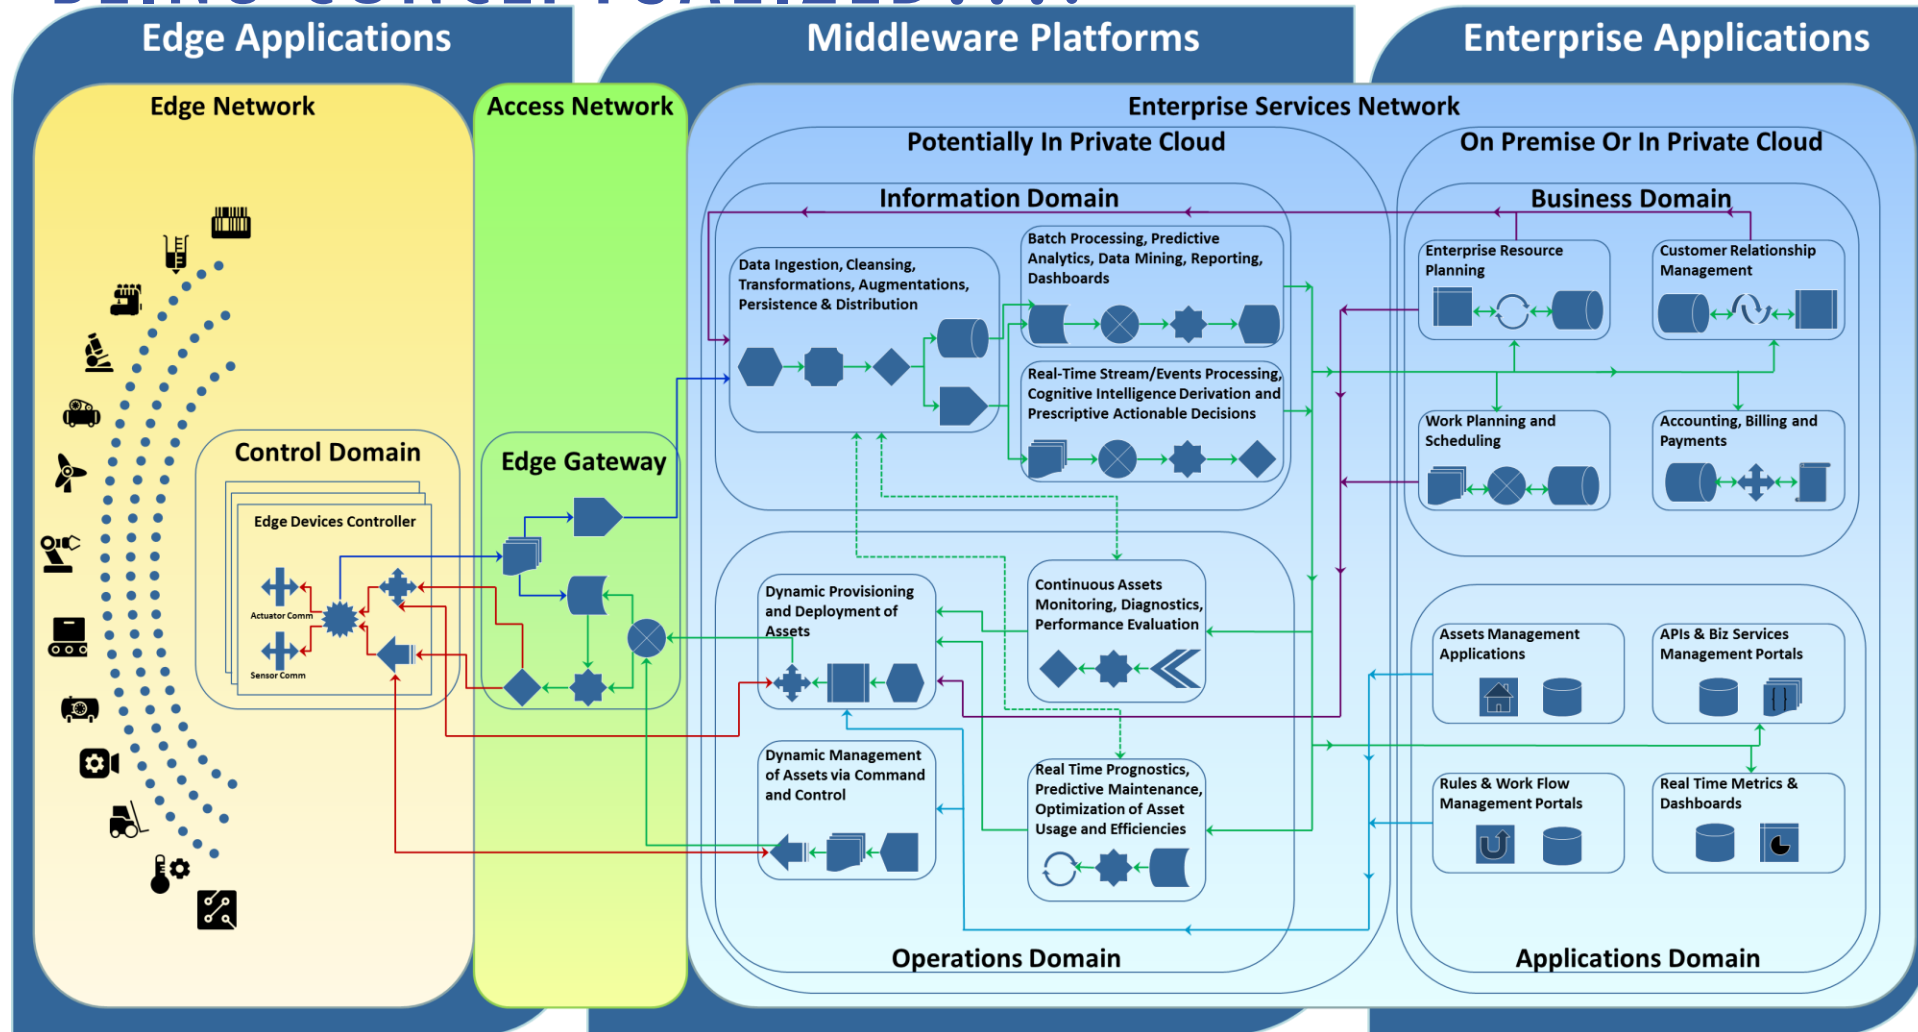 BEING CONCEPTUALIZED....
Edge Applications
Middleware Platforms
Enterprise Applications
Edge Network
Access Network
Enterprise Services Network
Potentially In Private Cloud
On Premise Or In Private Cloud
Information Domain
Business Domain
Data Ingestion, Cleansing,
Transformations, Augmentations,
Persistence & Distribution
Batch Processing, Predictive
Analytics, Data Mining, Reporting,
Dashboards
Real-Time Stream/Events Processing,
Cognitive Intelligence Derivation and
Prescriptive Actionable Decisions
Enterprise Resource
Planning
Customer Relationship
Management
Work Planning and
Scheduling
Accounting, Billing and
Payments
Control Domain
Edge Devices Controller
Actuator Comm
Sensor Comm
Edge Gateway
Dynamic Provisioning
and Deployment of
Assets
Continuous Assets
Monitoring, Diagnostics,
Performance Evaluation
Dynamic Management
of Assets via Command
and Control
Real Time Prognostics,
Predictive Maintenance,
Optimization of Asset
Usage and Efficiencies
Operations Domain
Assets Management
Applications
APIs & Biz Services
Management Portals
Rules & Work Flow
Management Portals
Real Time Metrics &
Dashboards
Applications Domain